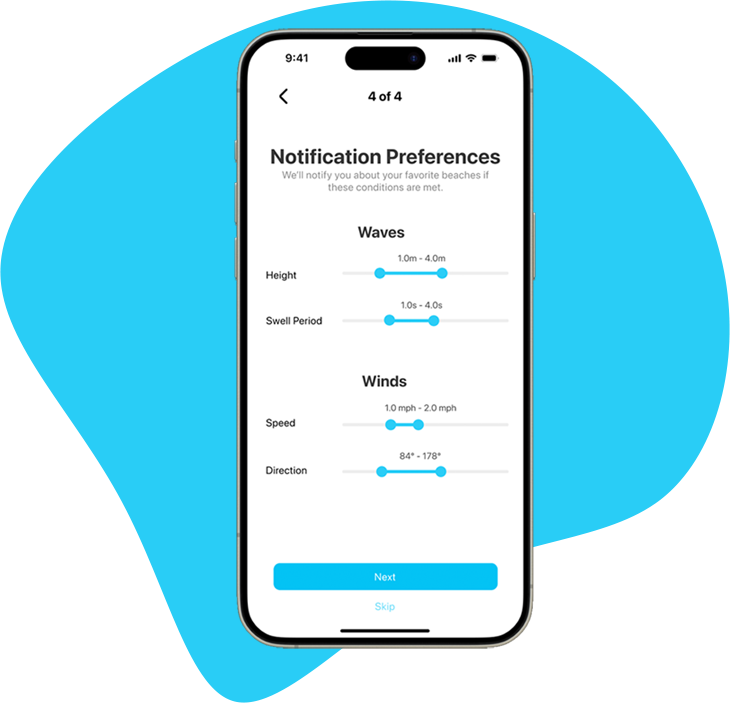 9:41
4 of 4
Notification Preferences
We'll notify you about your favorite beaches if
these conditions are met.
Waves
1.0m - 4.0m
Height
1.0s - 4.0s
Swell Period
Winds
1.0 mph - 2.0 mph
Speed
84° - 178°
Direction
Next
Skip